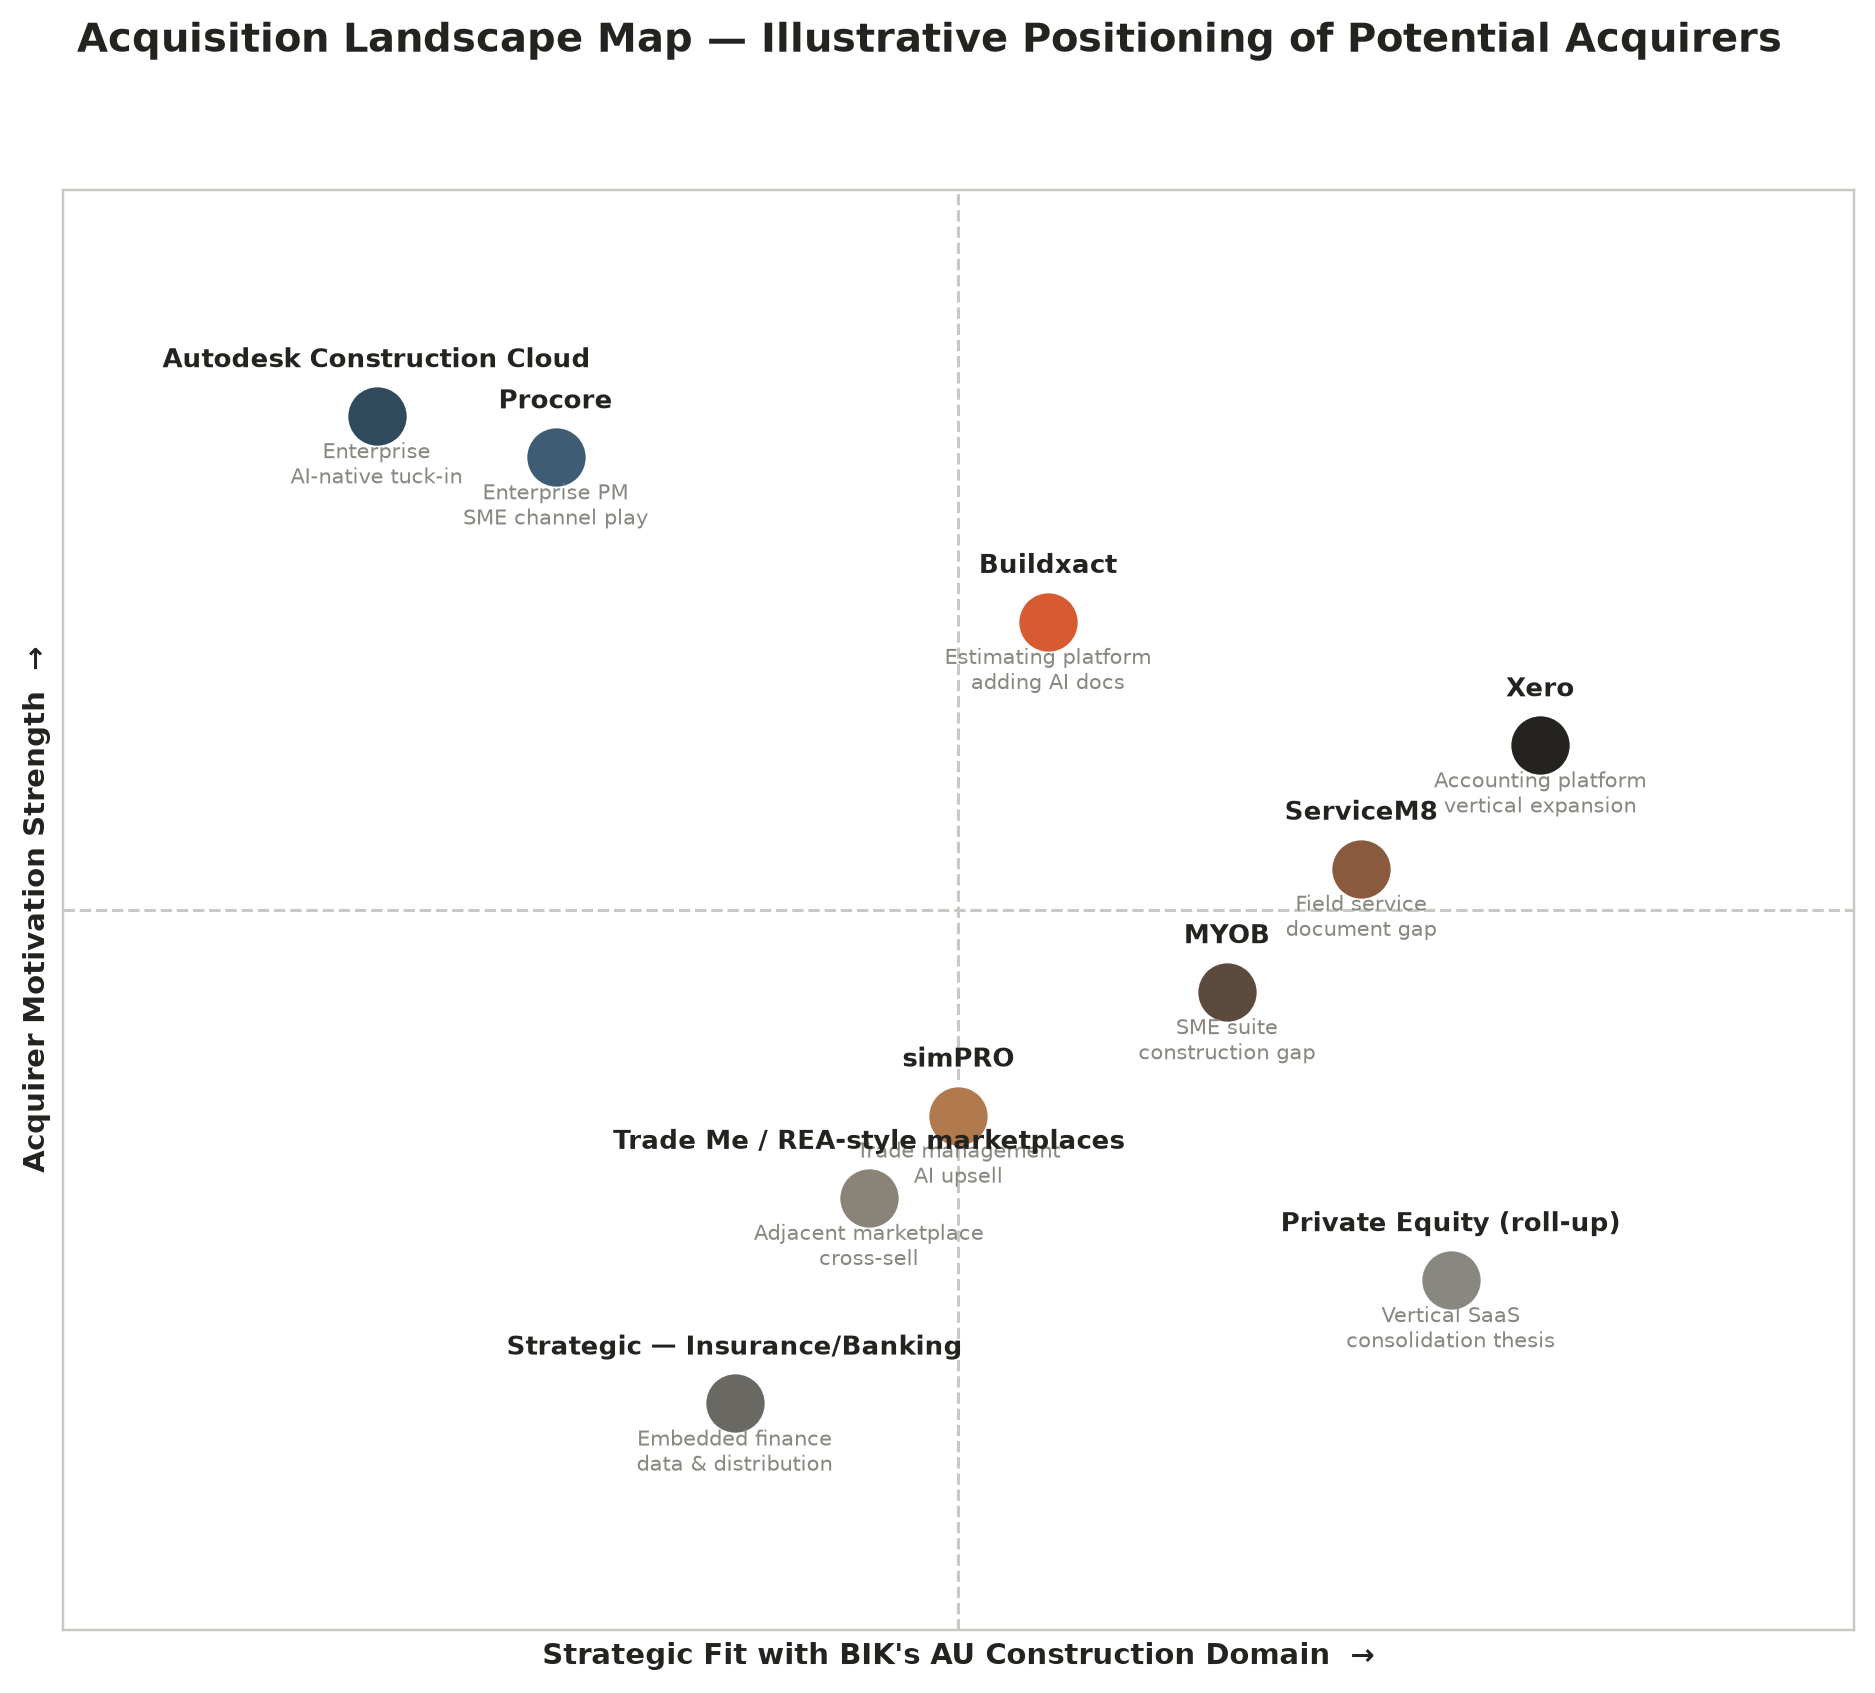 Acquisition Landscape Map — Illustrative Positioning of Potential Acquirers
Autodesk Construction Cloud
Enterprise
AI-native tuck-in
Procore
Enterprise PM
SME channel play
Buildxact
Estimating platform
adding AI docs
Xero
Accounting platform
vertical expansion
ServiceM8
Field service
document gap
MYOB
SME suite
construction gap
simPRO
Trade management
AI upsell
Trade Me / REA-style marketplaces
Adjacent marketplace
cross-sell
Private Equity (roll-up)
Vertical SaaS
consolidation thesis
Strategic — Insurance/Banking
Embedded finance
data & distribution
Acquirer Motivation Strength →
Strategic Fit with BIK's AU Construction Domain →